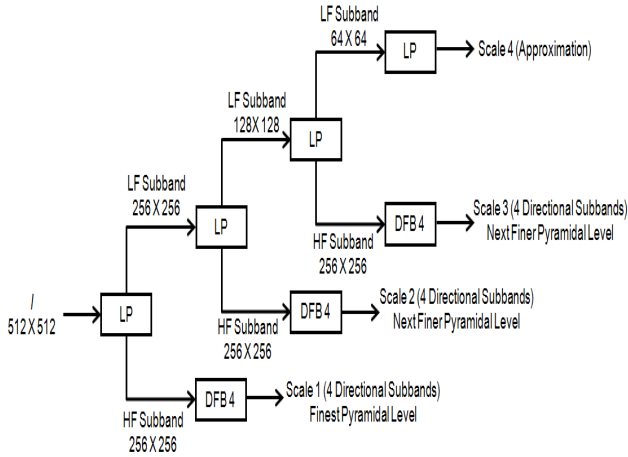 LF Subband
64 X 64
LP
Scale 4 (Approximation)
LF Subband
128X 128
LP
LF Subband
256 X 256
LP
DFB 4
Scale 3 (4 Directional Subbands)
Next Finer Pyramidal Level
HF Subband
256 X 256
I
512 X 512
LP
DFB 4
Scale 2 (4 Directional Subbands)
Next Finer Pyramidal Level
HF Subband
256 X 256
DFB 4
Scale 1 (4 Directional Subbands)
Finest Pyramidal Level
HF Subband
256 X 256